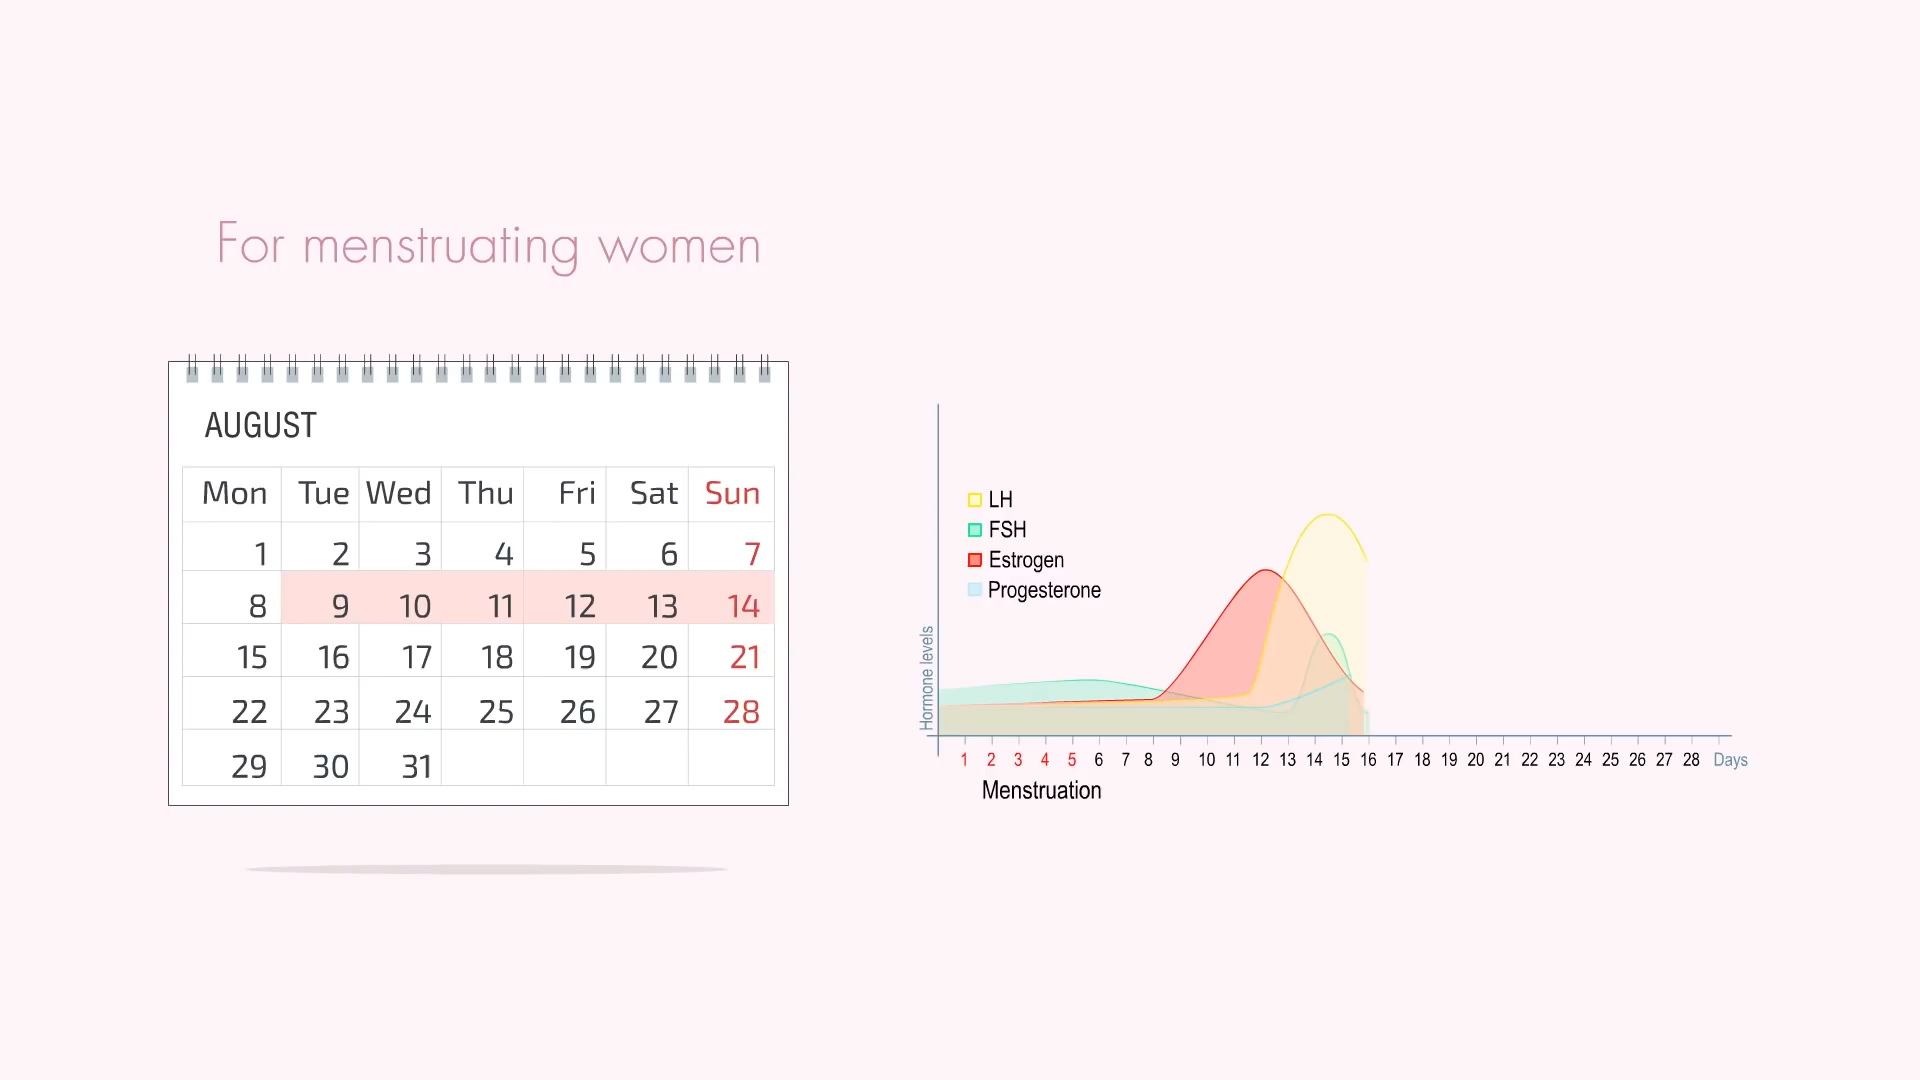 For menstruating women
AUGUST
Mon Tue Wed Thu Fri Sat Sun
1 2 3 4 5 6 7
8 9 10 11 12 13 14
15 16 17 18 19 20 21
22 23 24 25 26 27 28
29 30 31
LH
FSH
Estrogen
Progesterone
Hormone levels
1 2 3 4 5 6 7 8 9 10 11 12 13 14 15 16 17 18 19 20 21 22 23 24 25 26 27 28 Days
Menstruation